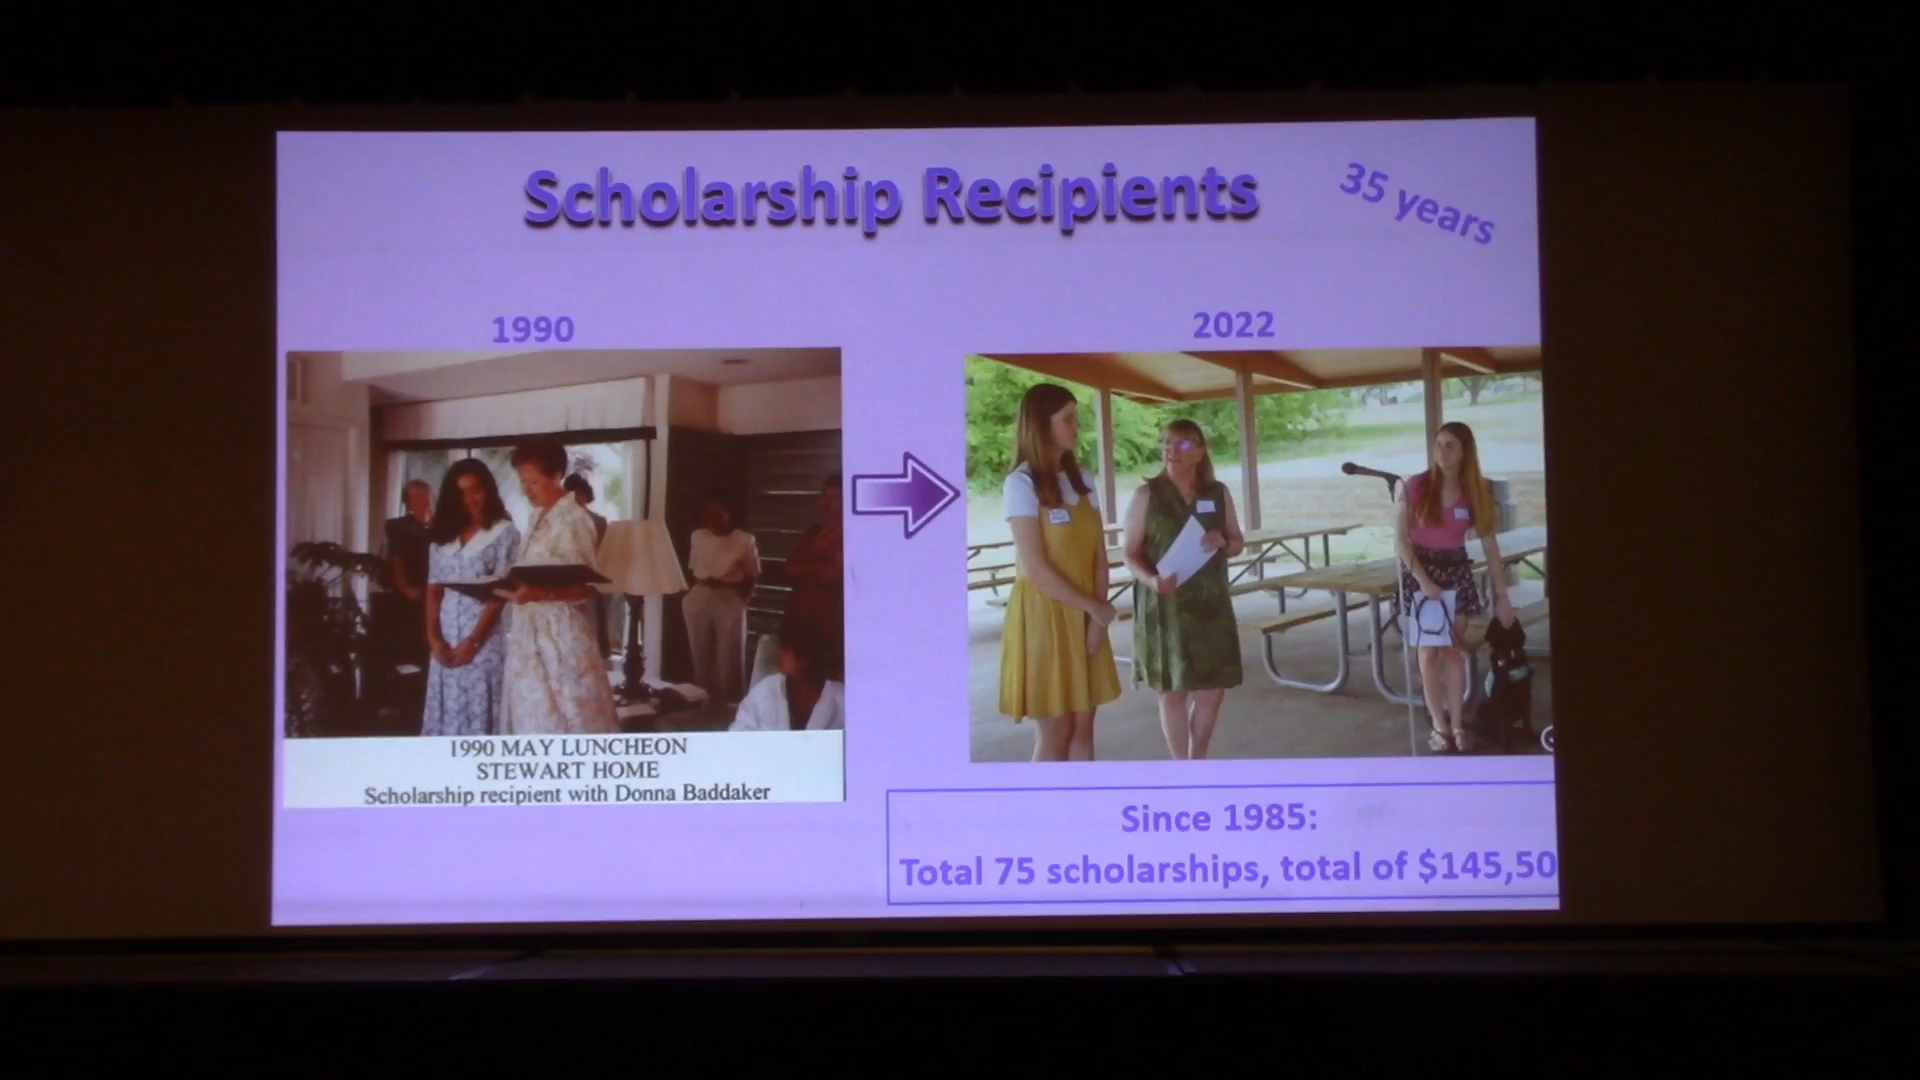 Scholarship Recipients
35 years
1990
2022
1990 MAY LUNCHEON
STEWART HOME
Scholarship recipient with Donna Baddaker
Since 1985:
Total 75 scholarships, total of $145,50